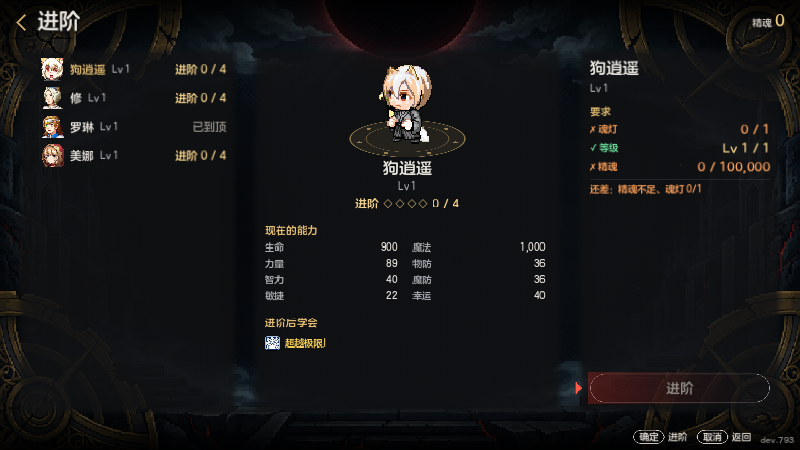 进阶
精魂 0
狗逍遥 Lv1 进阶 0 / 4
修 Lv1 进阶 0 / 4
罗琳 Lv1 已到顶
美娜 Lv1 进阶 0 / 4
狗逍遥
Lv1
进阶 ◇◇◇◇ 0 / 4
现在的能力
生命 900 魔法 1,000
力量 89 物防 36
智力 40 魔防 36
敏捷 22 幸运 40
进阶后学会
超越极限Ⅰ
狗逍遥
Lv1
要求
✗ 魂灯 0 / 1
✓ 等级 Lv 1 / 1
✗ 精魂 0 / 100,000
还差：精魂不足、魂灯 0/1
进阶
确定 进阶 取消 返回
dev.793